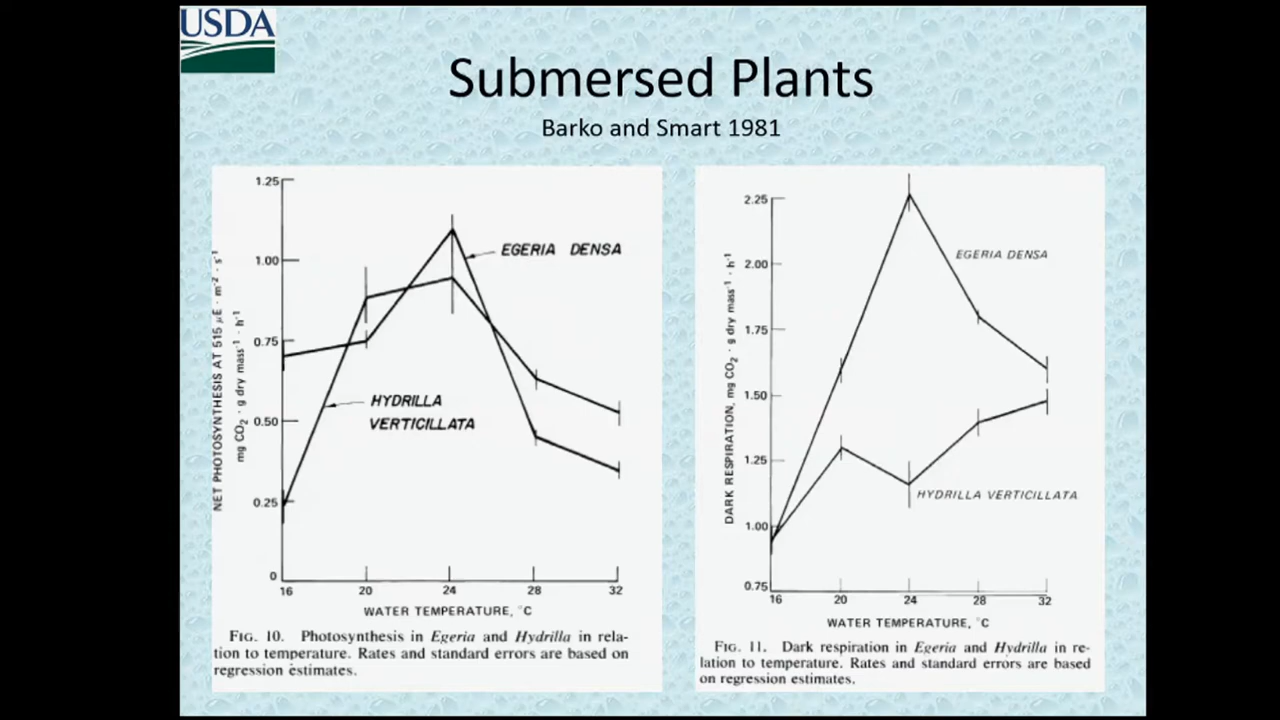 USDA
Submersed Plants
Barko and Smart 1981
1.25
1.00
0.75
0.50
0.25
0
NET PHOTOSYNTHESIS AT 515 µE · m⁻² · s⁻¹
mg CO₂ · g dry mass⁻¹ · h⁻¹
EGERIA DENSA
HYDRILLA
VERTICILLATA
16 20 24 28 32
WATER TEMPERATURE, °C
FIG. 10. Photosynthesis in Egeria and Hydrilla in rela-
tion to temperature. Rates and standard errors are based on
regression estimates.
2.25
2.00
1.75
1.50
1.25
1.00
0.75
DARK RESPIRATION, mg CO₂ · g dry mass⁻¹ · h⁻¹
EGERIA DENSA
HYDRILLA VERTICILLATA
16 20 24 28 32
WATER TEMPERATURE, °C
FIG. 11. Dark respiration in Egeria and Hydrilla in re-
lation to temperature. Rates and standard errors are based
on regression estimates.